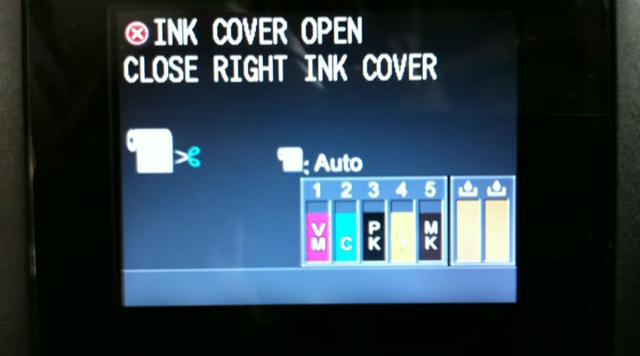 INK COVER OPEN
CLOSE RIGHT INK COVER
: Auto
1 2 3 4 5
VM C PK Y MK